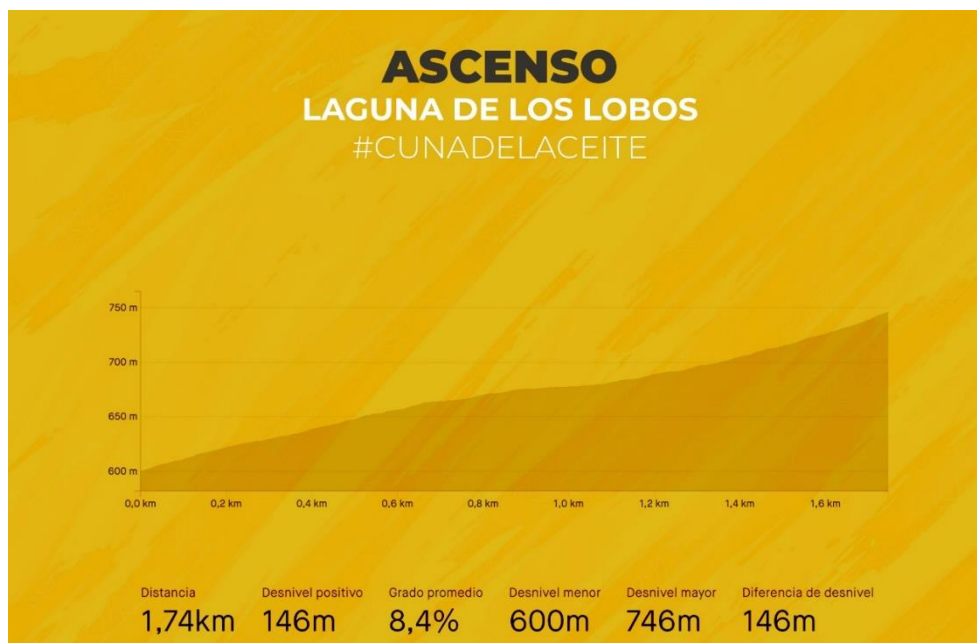 ASCENSO
LAGUNA DE LOS LOBOS
#CUNADELACEITE
750 m
700 m
650 m
600 m
0,0 km 0,2 km 0,4 km 0,6 km 0,8 km 1,0 km 1,2 km 1,4 km 1,6 km
Distancia Desnivel positivo Grado promedio Desnivel menor Desnivel mayor Diferencia de desnivel
1,74km 146m 8,4% 600m 746m 146m